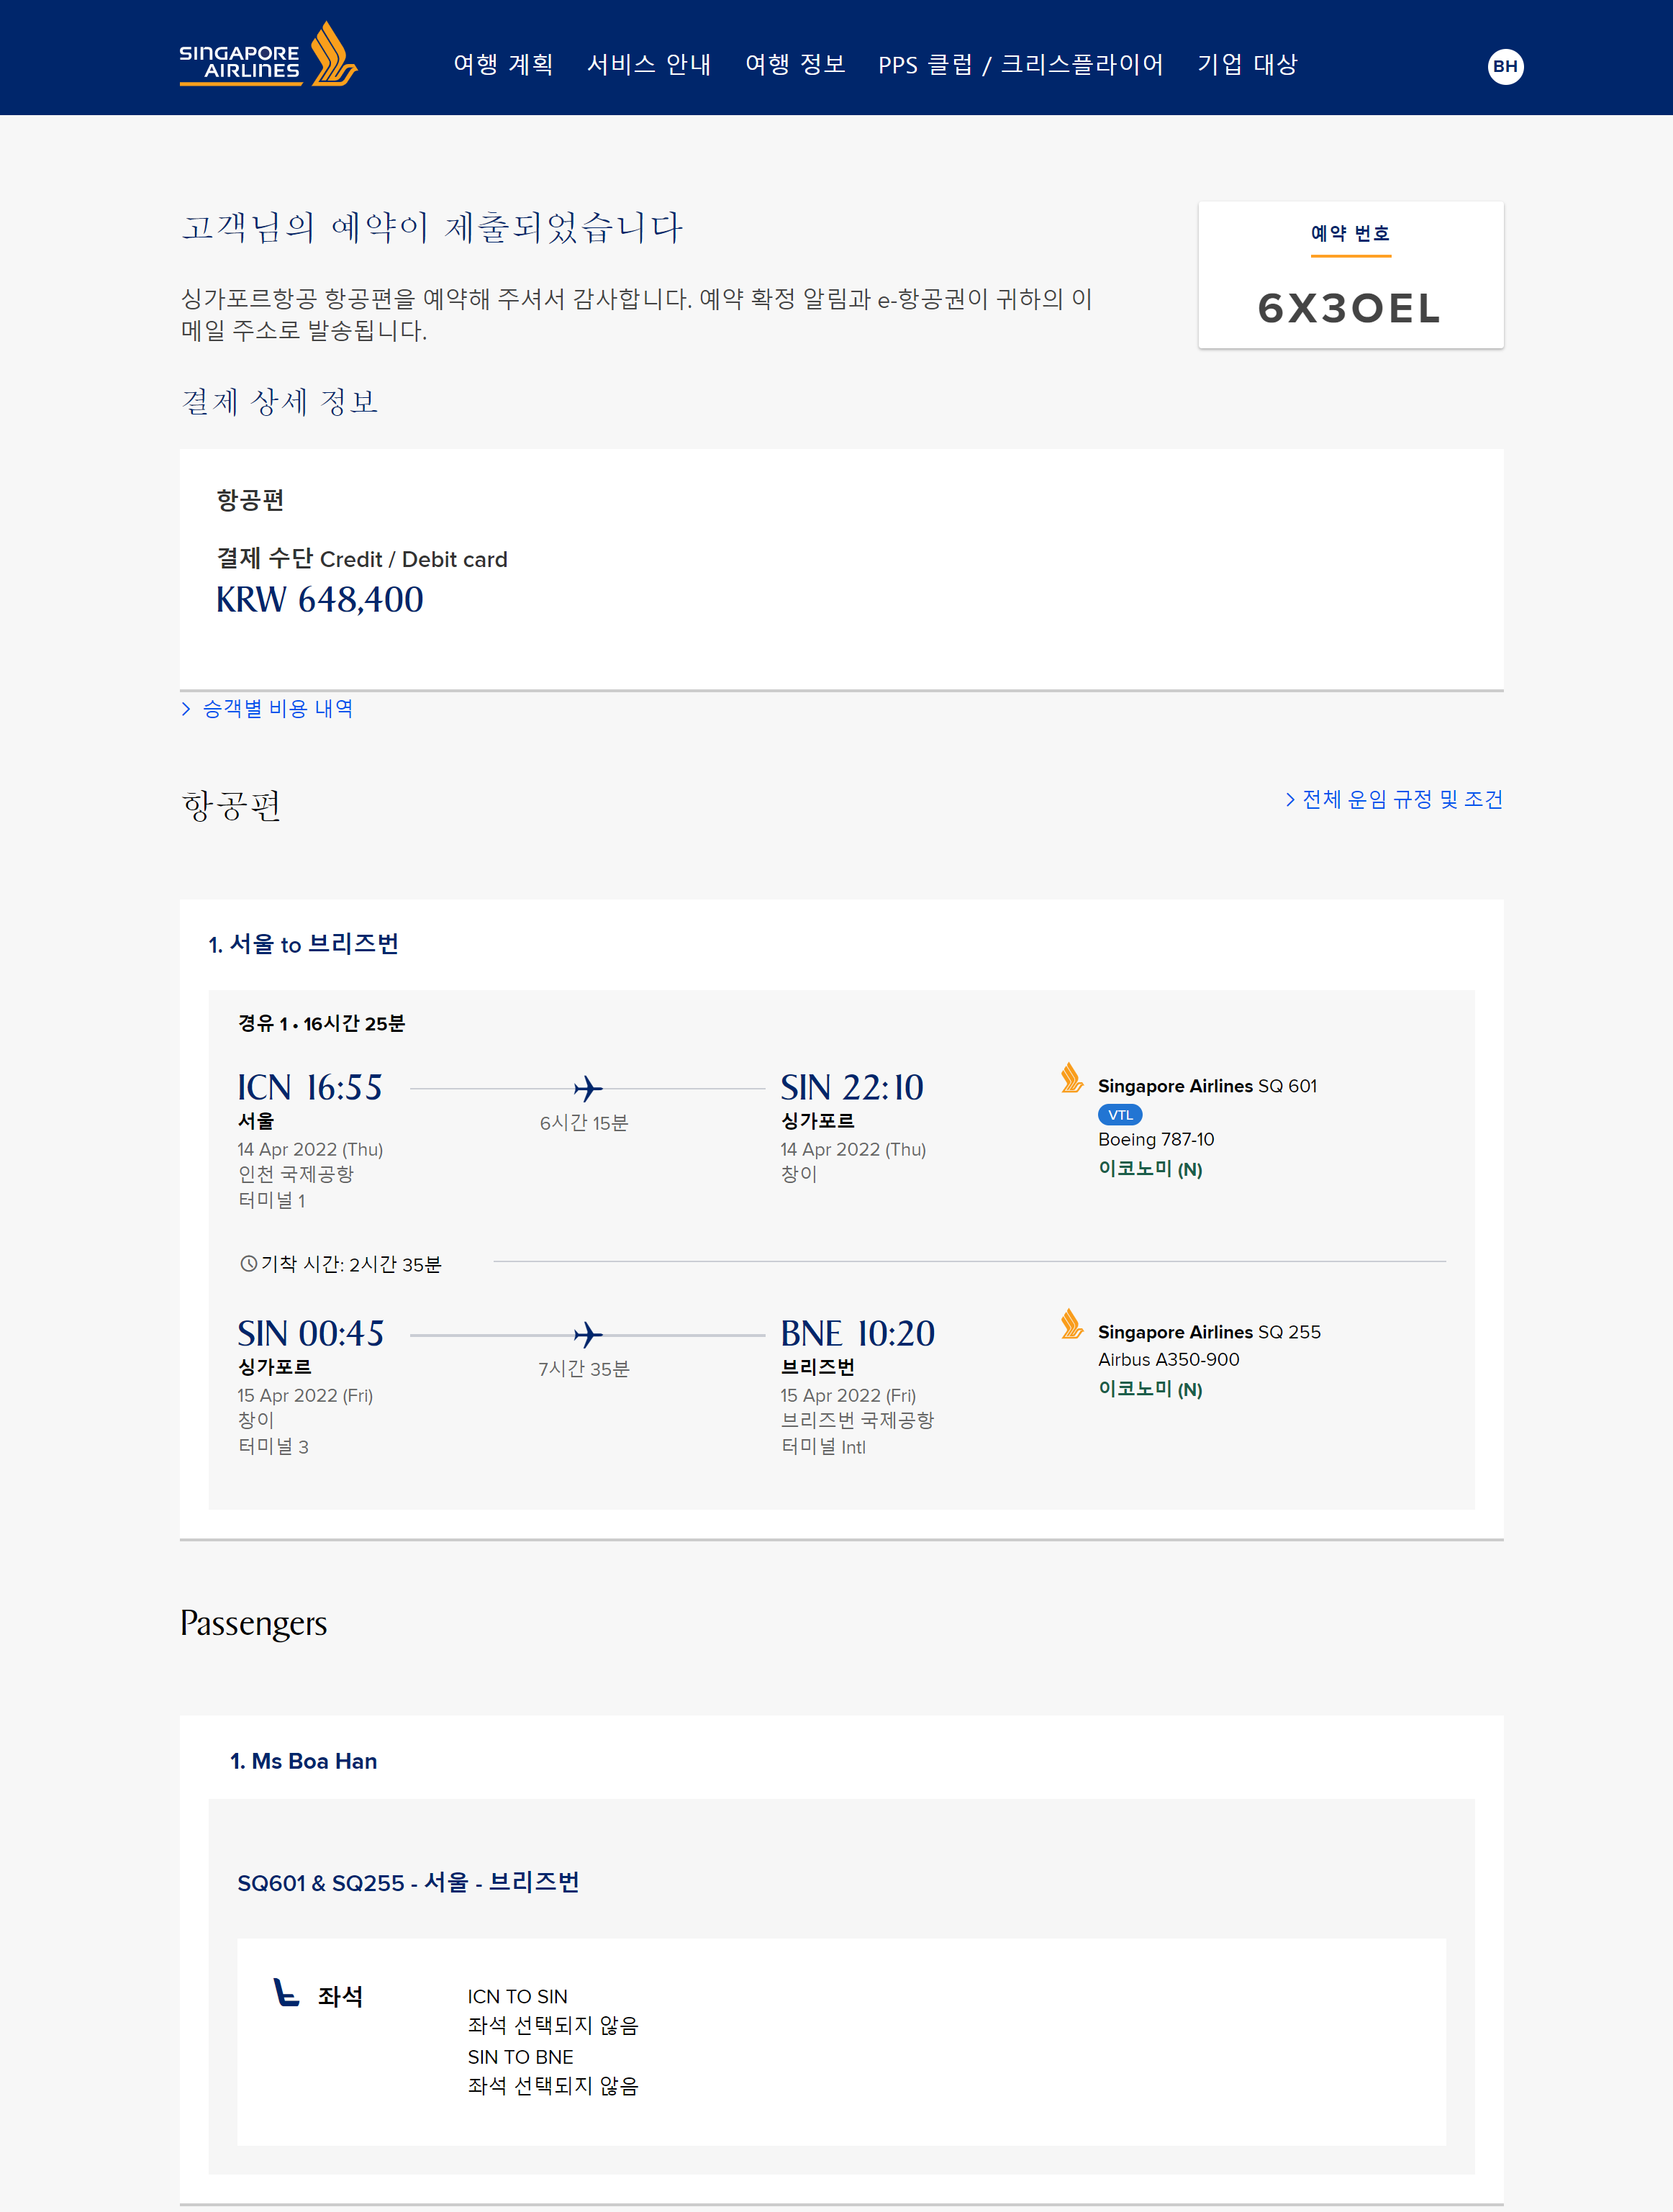 SINGAPORE
AIRLINES
여행 계획 서비스 안내 여행 정보 PPS 클럽 / 크리스플라이어 기업 대상
BH
고객님의 예약이 제출되었습니다
싱가포르항공 항공편을 예약해 주셔서 감사합니다. 예약 확정 알림과 e-항공권이 귀하의 이
메일 주소로 발송됩니다.
예약 번호
6X3OEL
결제 상세 정보
항공편
결제 수단 Credit / Debit card
KRW 648,400
승객별 비용 내역
항공편
전체 운임 규정 및 조건
1. 서울 to 브리즈번
경유 1 • 16시간 25분
ICN 16:55
서울
14 Apr 2022 (Thu)
인천 국제공항
터미널 1
6시간 15분
SIN 22:10
싱가포르
14 Apr 2022 (Thu)
창이
Singapore Airlines SQ 601
VTL
Boeing 787-10
이코노미 (N)
기착 시간: 2시간 35분
SIN 00:45
싱가포르
15 Apr 2022 (Fri)
창이
터미널 3
7시간 35분
BNE 10:20
브리즈번
15 Apr 2022 (Fri)
브리즈번 국제공항
터미널 Intl
Singapore Airlines SQ 255
Airbus A350-900
이코노미 (N)
Passengers
1. Ms Boa Han
SQ601 & SQ255 - 서울 - 브리즈번
좌석
ICN TO SIN
좌석 선택되지 않음
SIN TO BNE
좌석 선택되지 않음